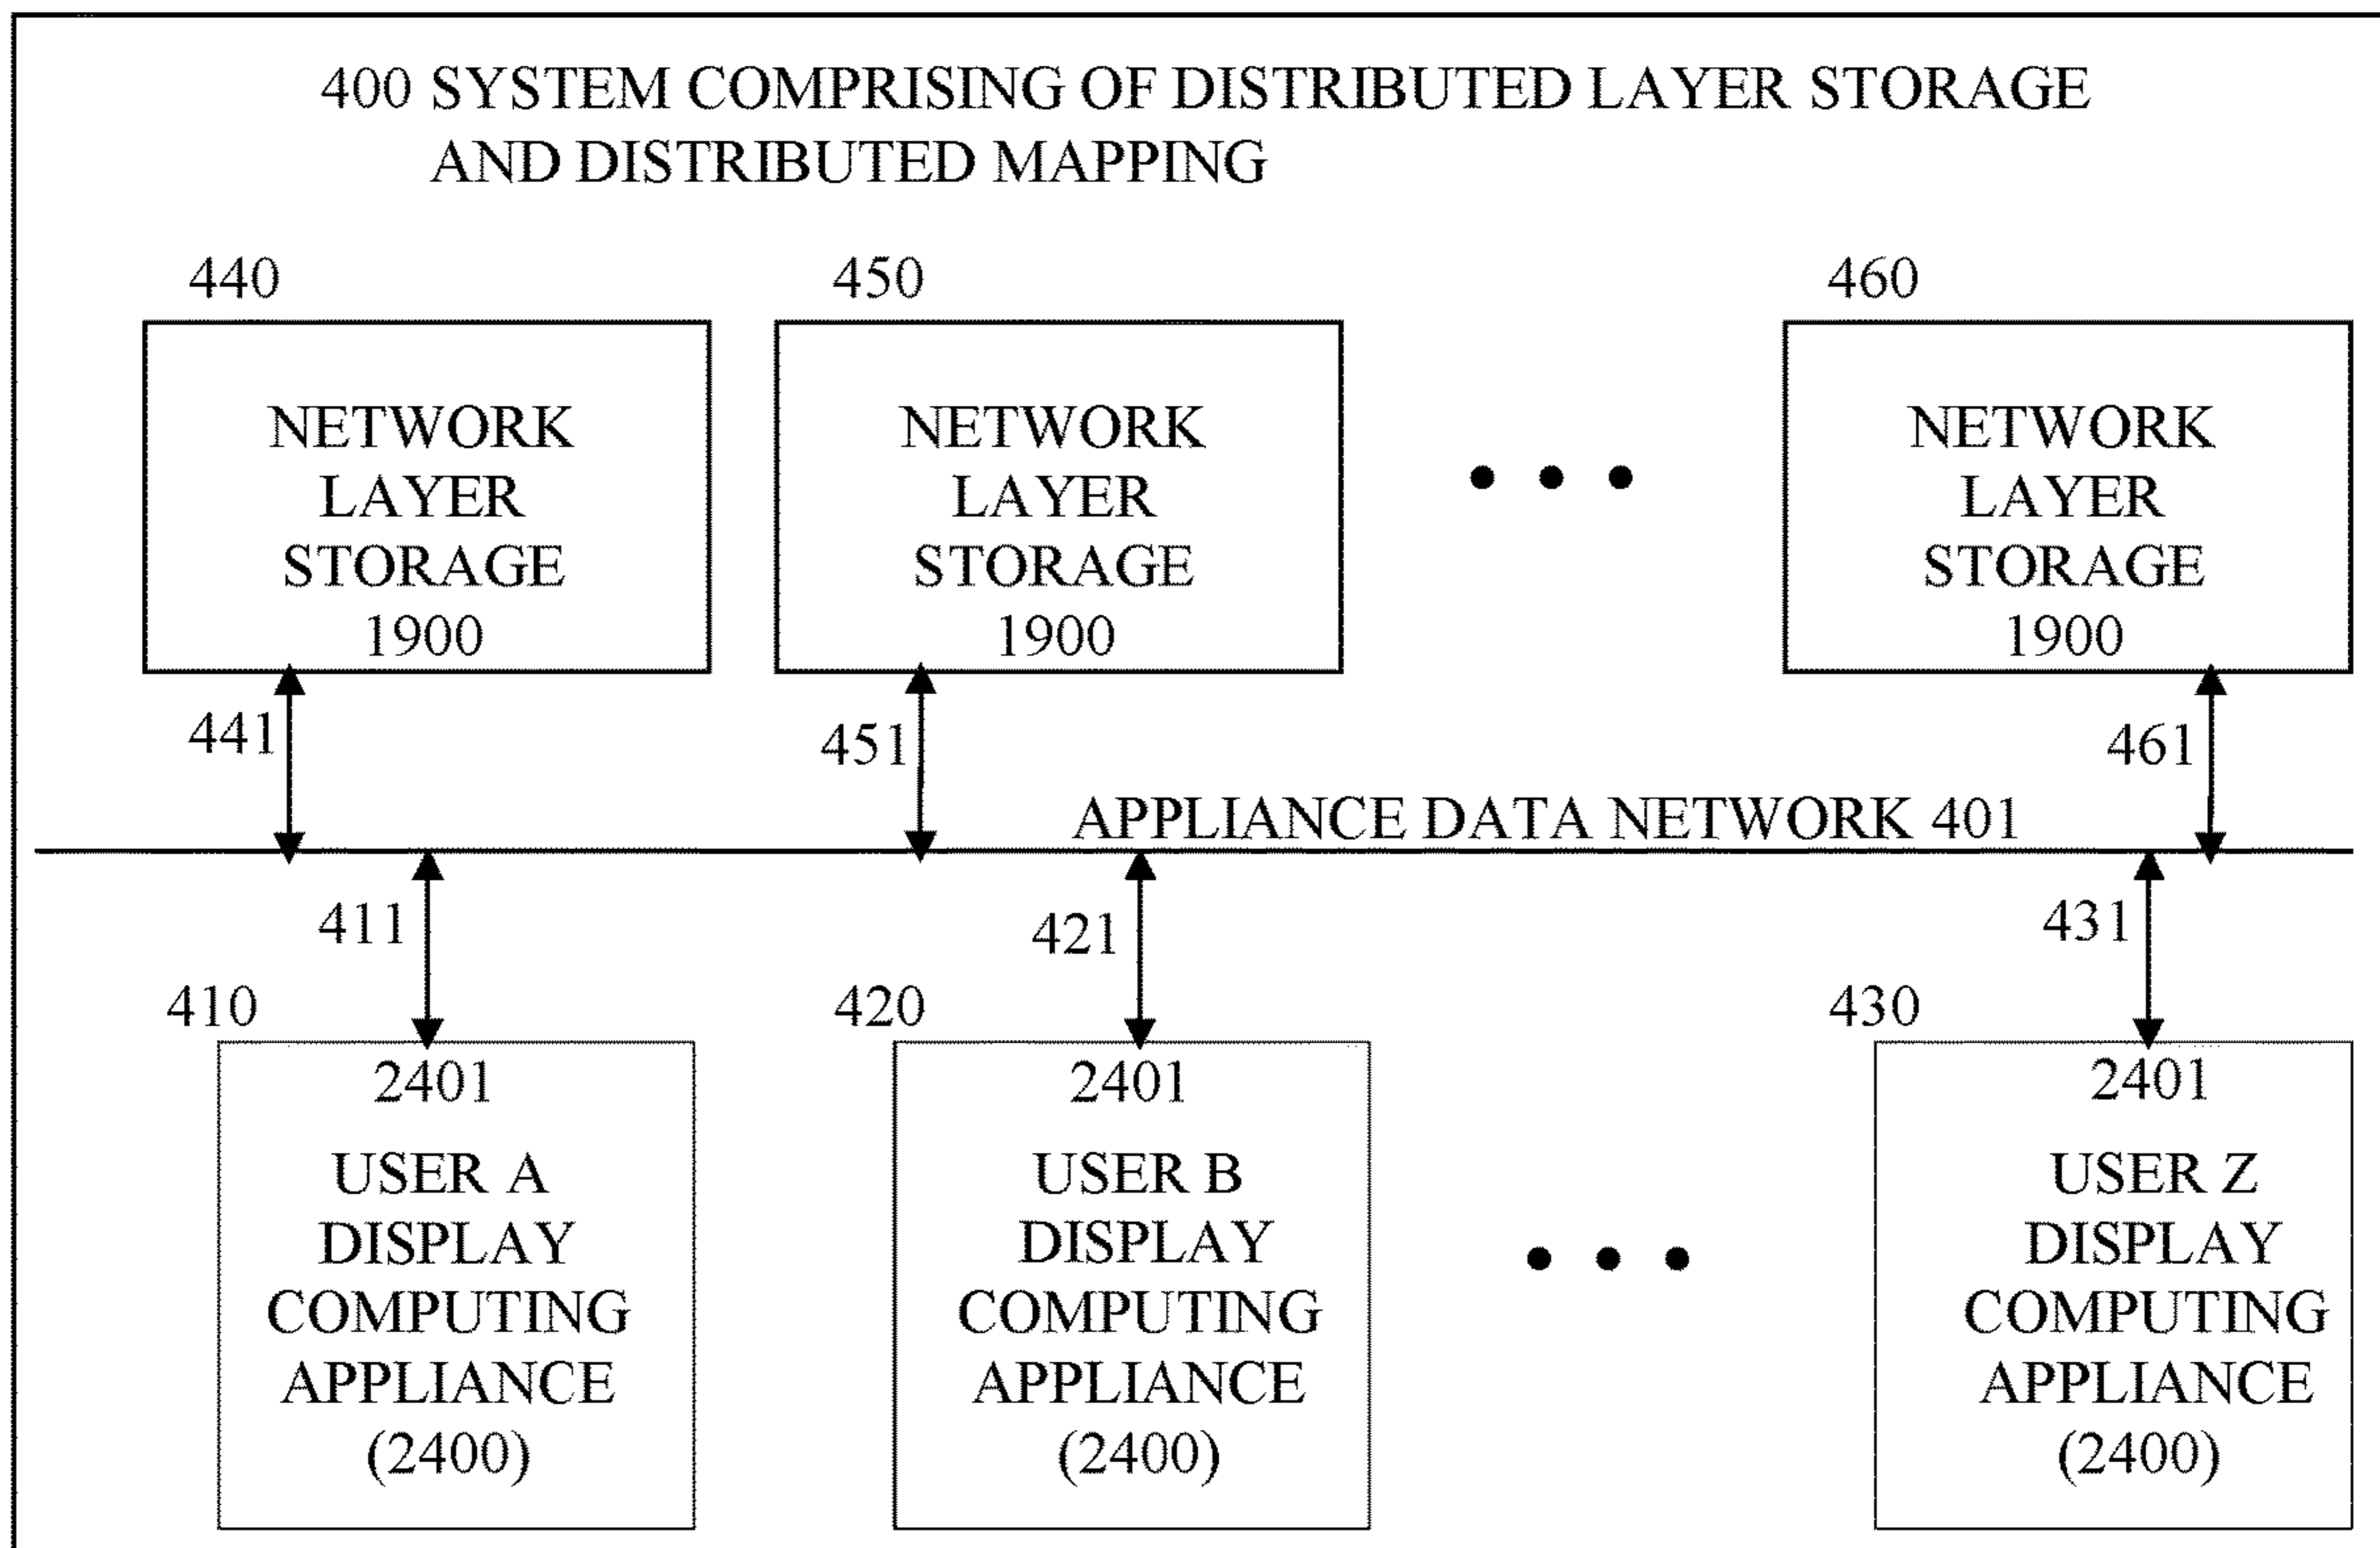 400 SYSTEM COMPRISING OF DISTRIBUTED LAYER STORAGE
AND DISTRIBUTED MAPPING
440
450
460
NETWORK
LAYER
STORAGE
1900
NETWORK
LAYER
STORAGE
1900
NETWORK
LAYER
STORAGE
1900
441
451
461
APPLIANCE DATA NETWORK 401
411
421
431
410
420
430
2401
USER A
DISPLAY
COMPUTING
APPLIANCE
(2400)
2401
USER B
DISPLAY
COMPUTING
APPLIANCE
(2400)
2401
USER Z
DISPLAY
COMPUTING
APPLIANCE
(2400)